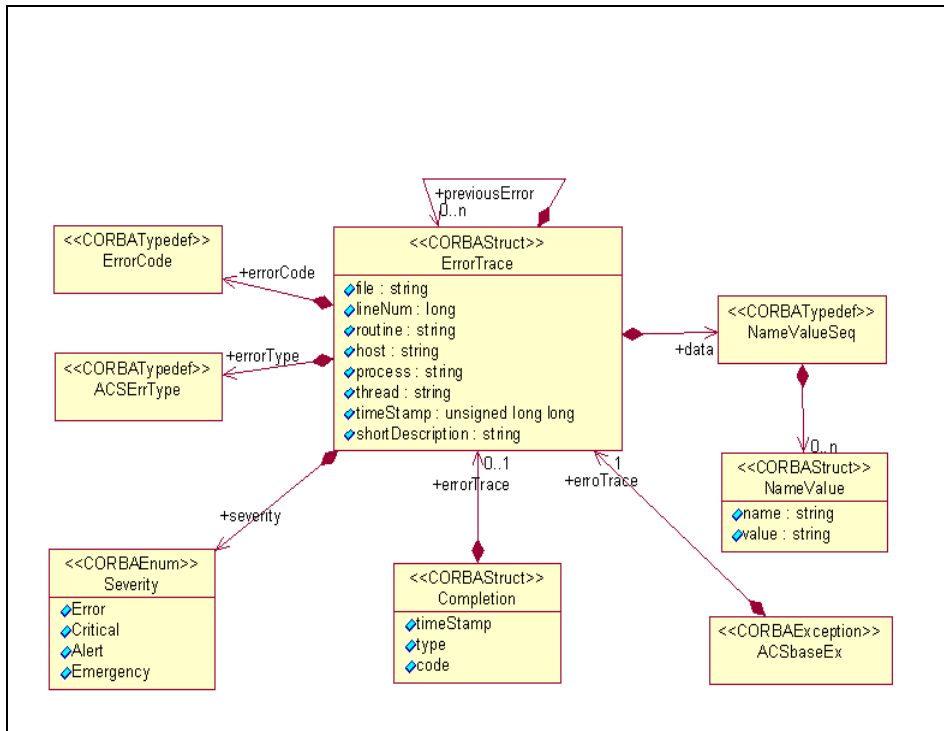 +previousError
0..n
<<CORBAStruct>>
ErrorTrace
file : string
lineNum : long
routine : string
host : string
process : string
thread : string
timeStamp : unsigned long long
shortDescription : string
<<CORBATypedef>>
ErrorCode
+errorCode
<<CORBATypedef>>
ACSErrType
+errorType
<<CORBATypedef>>
NameValueSeq
+data
0..n
<<CORBAStruct>>
NameValue
name : string
value : string
+severity
<<CORBAEnum>>
Severity
Error
Critical
Alert
Emergency
0..1
+errorTrace
<<CORBAStruct>>
Completion
timeStamp
type
code
1
+erroTrace
<<CORBAException>>
ACSbaseEx